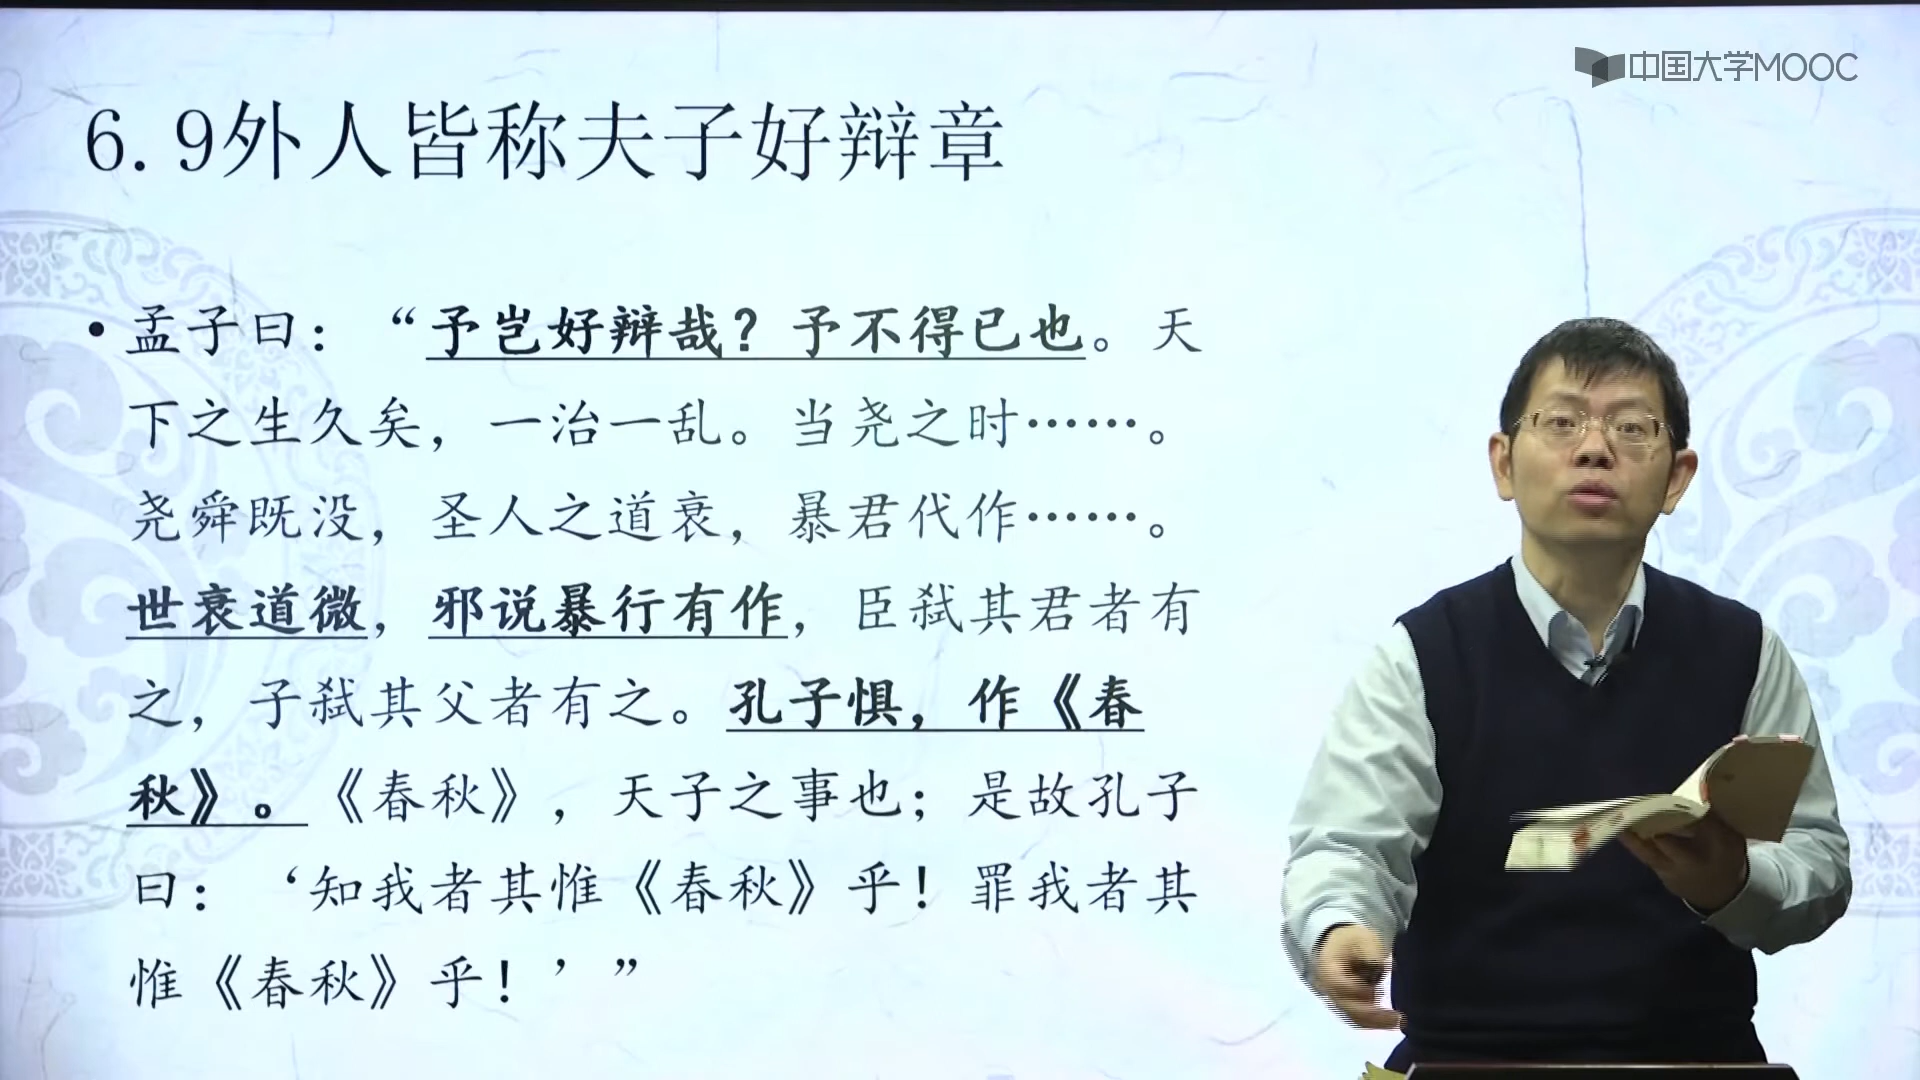 中国大学MOOC
6.9外人皆称夫子好辩章
• 孟子曰：“予岂好辩哉？予不得已也。天
下之生久矣，一治一乱。当尧之时……。
尧舜既没，圣人之道衰，暴君代作……。
世衰道微，邪说暴行有作，臣弑其君者有
之，子弑其父者有之。孔子惧，作《春
秋》。《春秋》，天子之事也；是故孔子
曰：‘知我者其惟《春秋》乎！罪我者其
惟《春秋》乎！’”